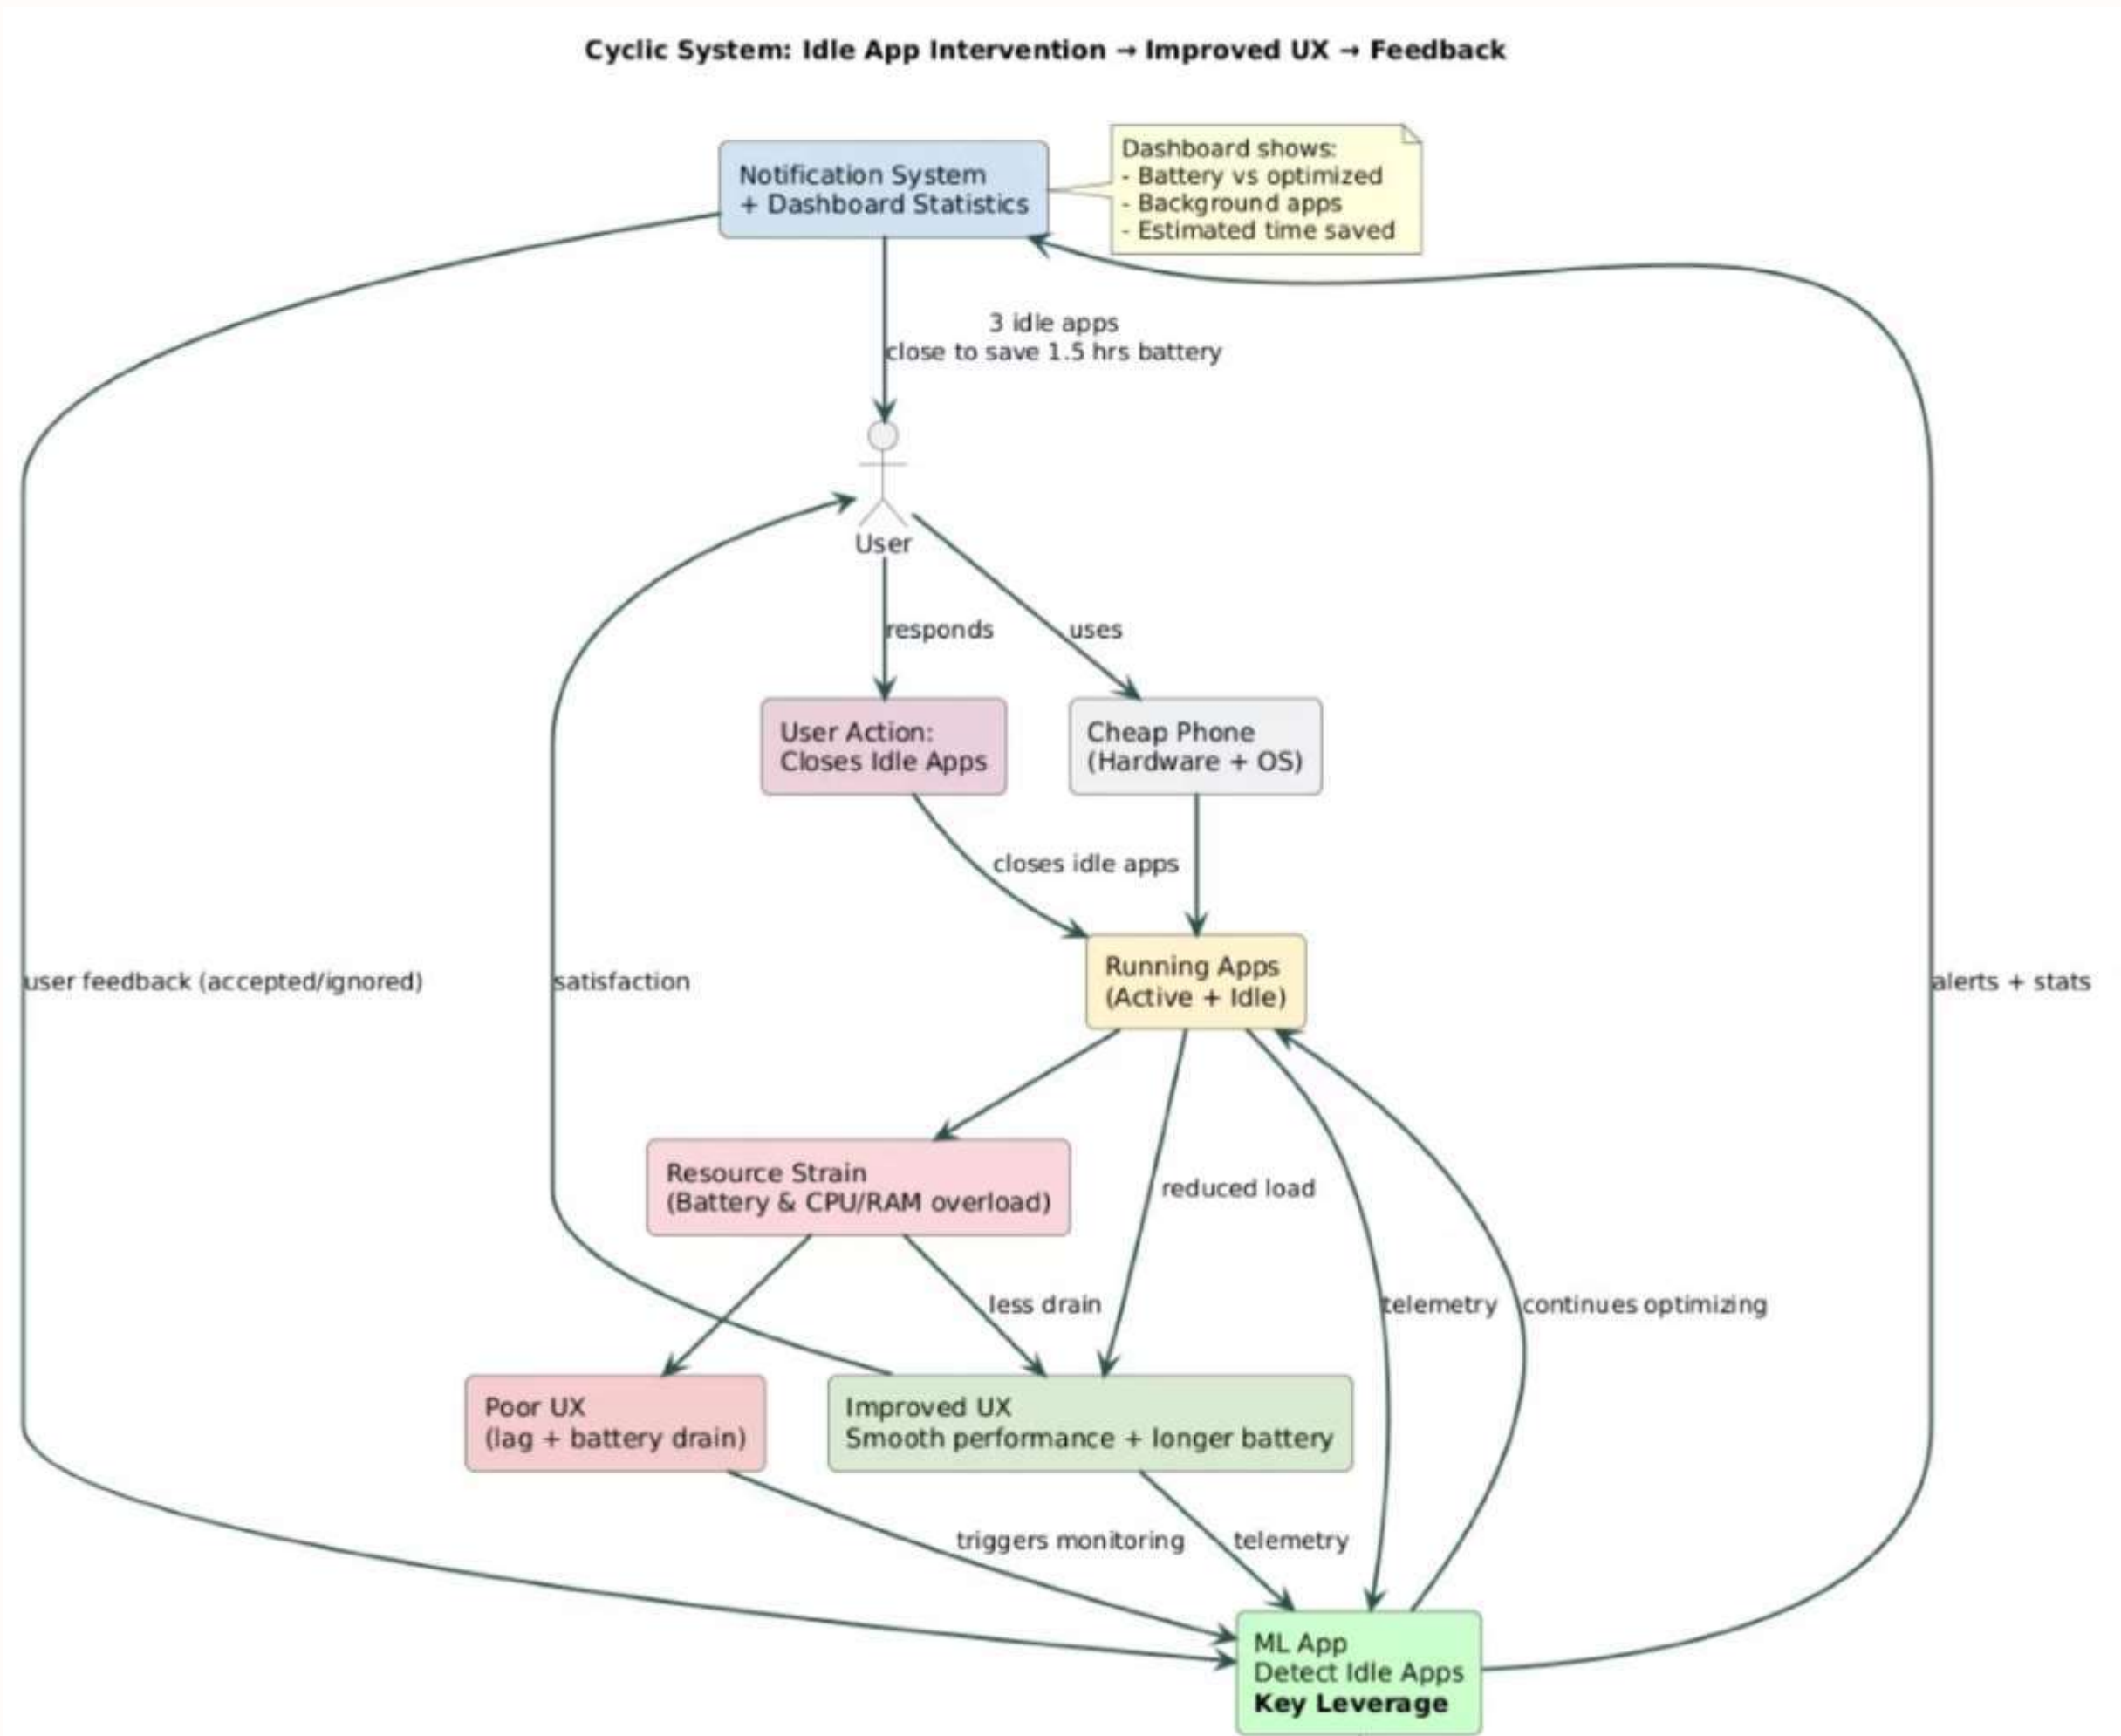 Cyclic System: Idle App Intervention → Improved UX → Feedback
Notification System
+ Dashboard Statistics
Dashboard shows:
- Battery vs optimized
- Background apps
- Estimated time saved
3 idle apps
close to save 1.5 hrs battery
User
responds
uses
User Action:
Closes Idle Apps
Cheap Phone
(Hardware + OS)
closes idle apps
Running Apps
(Active + Idle)
user feedback (accepted/ignored)
satisfaction
alerts + stats
Resource Strain
(Battery & CPU/RAM overload)
reduced load
less drain
telemetry
continues optimizing
Poor UX
(lag + battery drain)
Improved UX
Smooth performance + longer battery
triggers monitoring
telemetry
ML App
Detect Idle Apps
Key Leverage